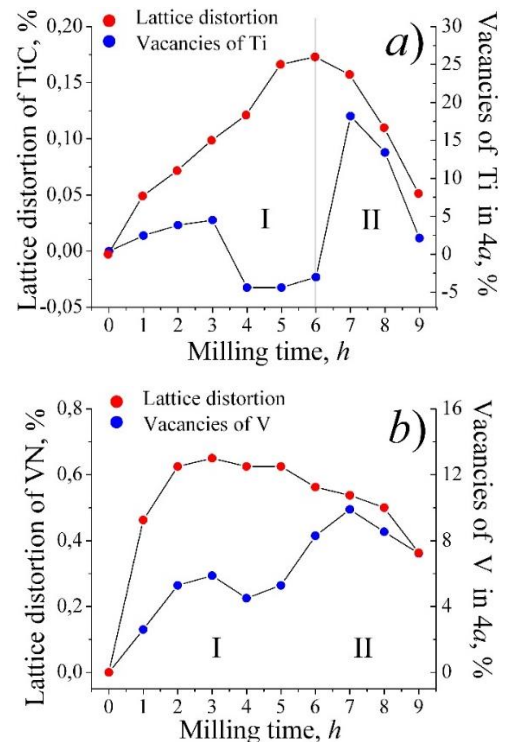 Lattice distortion
Vacancies of Ti
a)
Lattice distortion of TiC, %
0,20
0,15
0,10
0,05
0,00
-0,05
Vacancies of Ti in 4a, %
30
25
20
15
10
5
0
-5
I
II
0 1 2 3 4 5 6 7 8 9
Milling time, h
Lattice distortion
Vacancies of V
b)
Lattice distortion of VN, %
0,8
0,6
0,4
0,2
0,0
Vacancies of V in 4a, %
16
12
8
4
0
I
II
0 1 2 3 4 5 6 7 8 9
Milling time, h